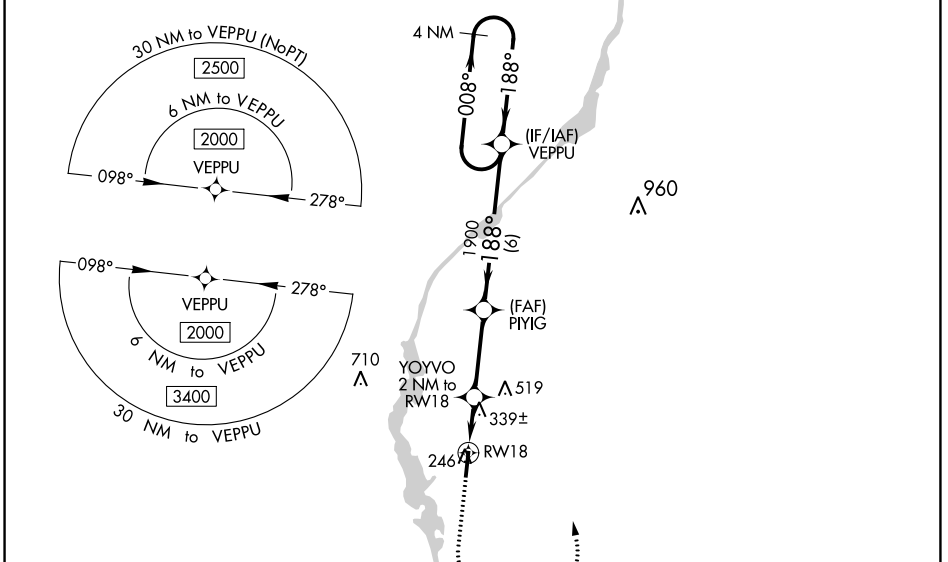 30 NM to VEPPU (NoPT)
2500
6 NM to VEPPU
2000
VEPPU
098°
278°
098°
278°
VEPPU
2000
6 NM to VEPPU
3400
30 NM to VEPPU
4 NM
008°
188°
(IF/IAF)
VEPPU
960
1900
188°
(6)
(FAF)
PIYIG
710
YOYVO
2 NM to
RW18
519
339±
246
RW18